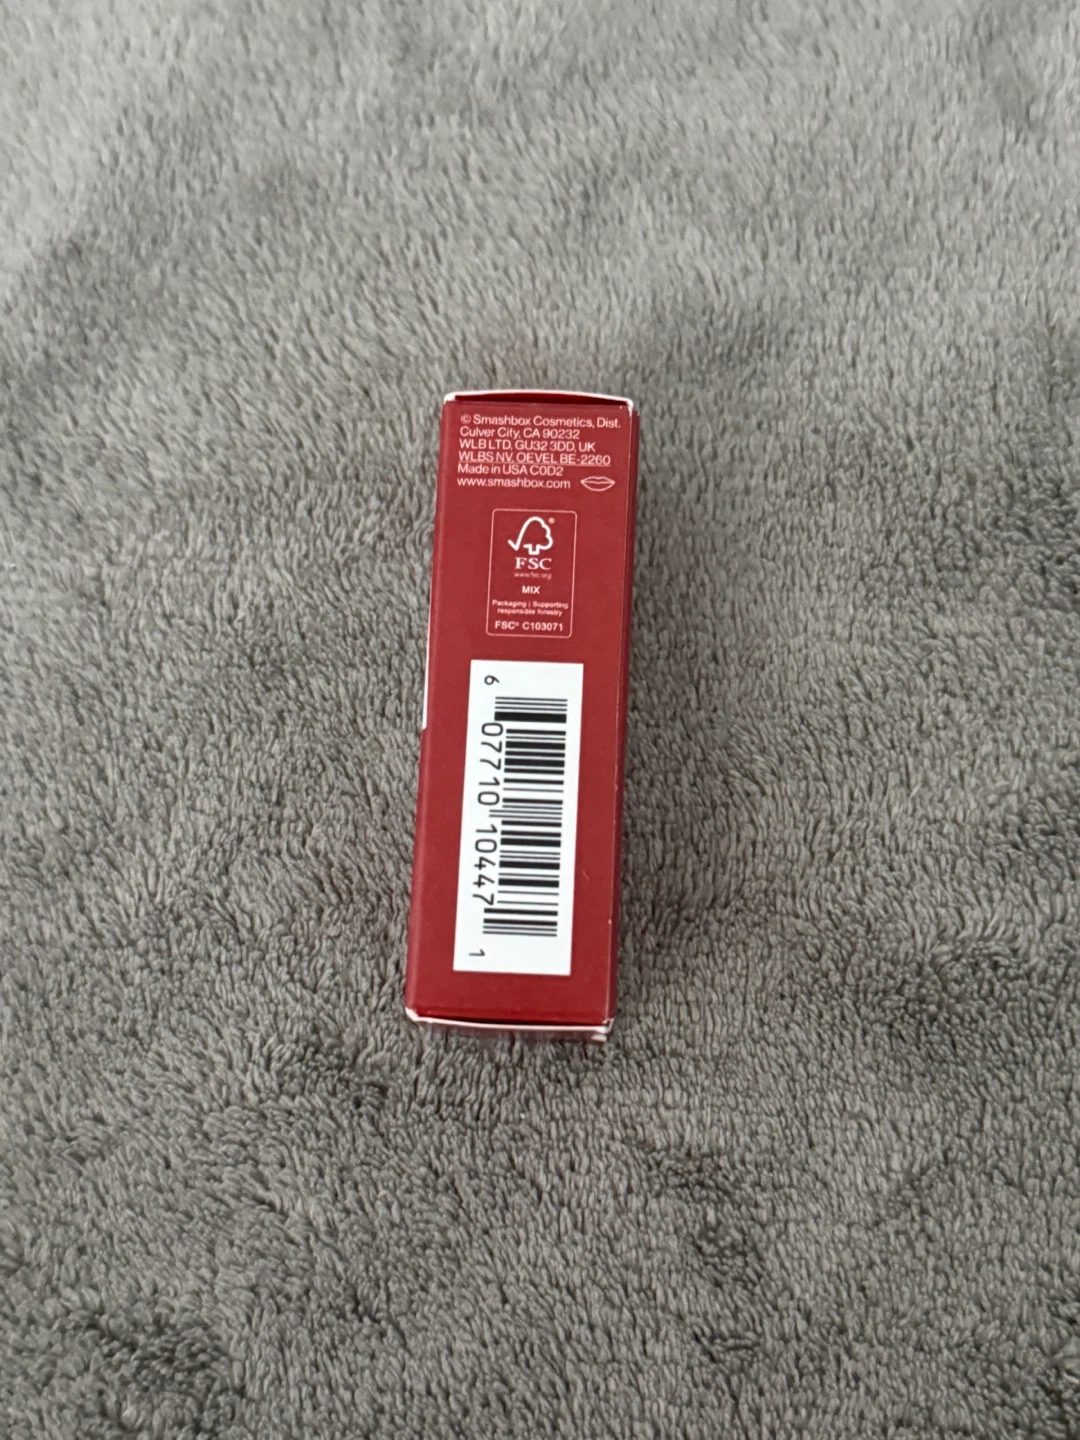 © Smashbox Cosmetics, Dist.
Culver City, CA 90232
WLB LTD, GU32 3DD, UK
WLBS NV, OEVEL BE-2260
Made in USA C0D2
www.smashbox.com
FSC®
www.fsc.org
MIX
Packaging | Supporting
responsible forestry
FSC® C103071
6 07710 10447 1